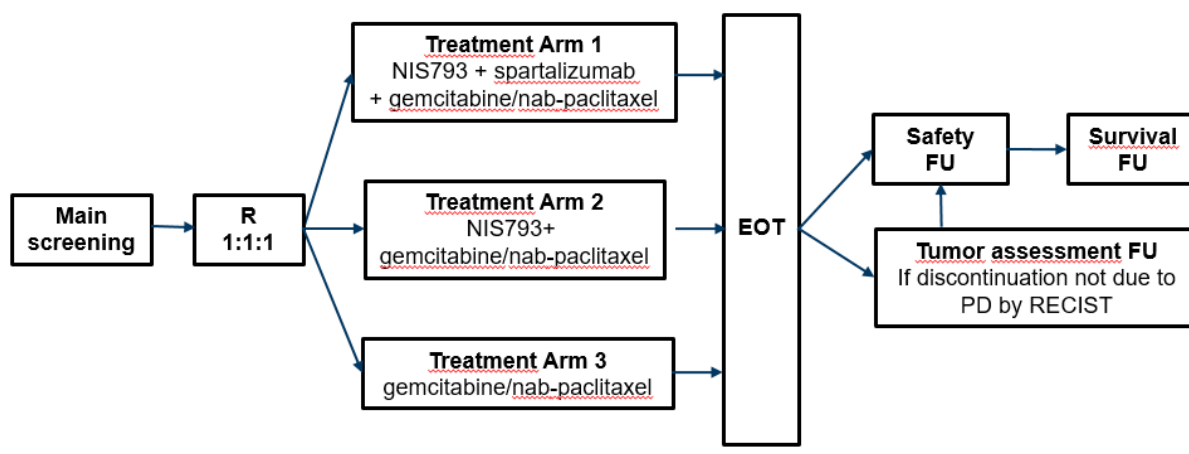 Main
screening
R
1:1:1
Treatment Arm 1
NIS793 + spartalizumab
+ gemcitabine/nab-paclitaxel
Treatment Arm 2
NIS793+
gemcitabine/nab-paclitaxel
Treatment Arm 3
gemcitabine/nab-paclitaxel
EOT
Safety
FU
Survival
FU
Tumor assessment FU
If discontinuation not due to
PD by RECIST